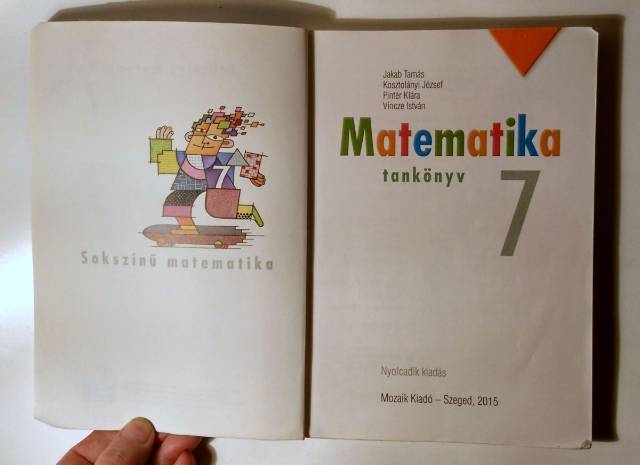 7
Sokszínű matematika
Jakab Tamás
Kosztolányi József
Pintér Klára
Vincze István
Matematika
tankönyv
7
Nyolcadik kiadás
Mozaik Kiadó – Szeged, 2015